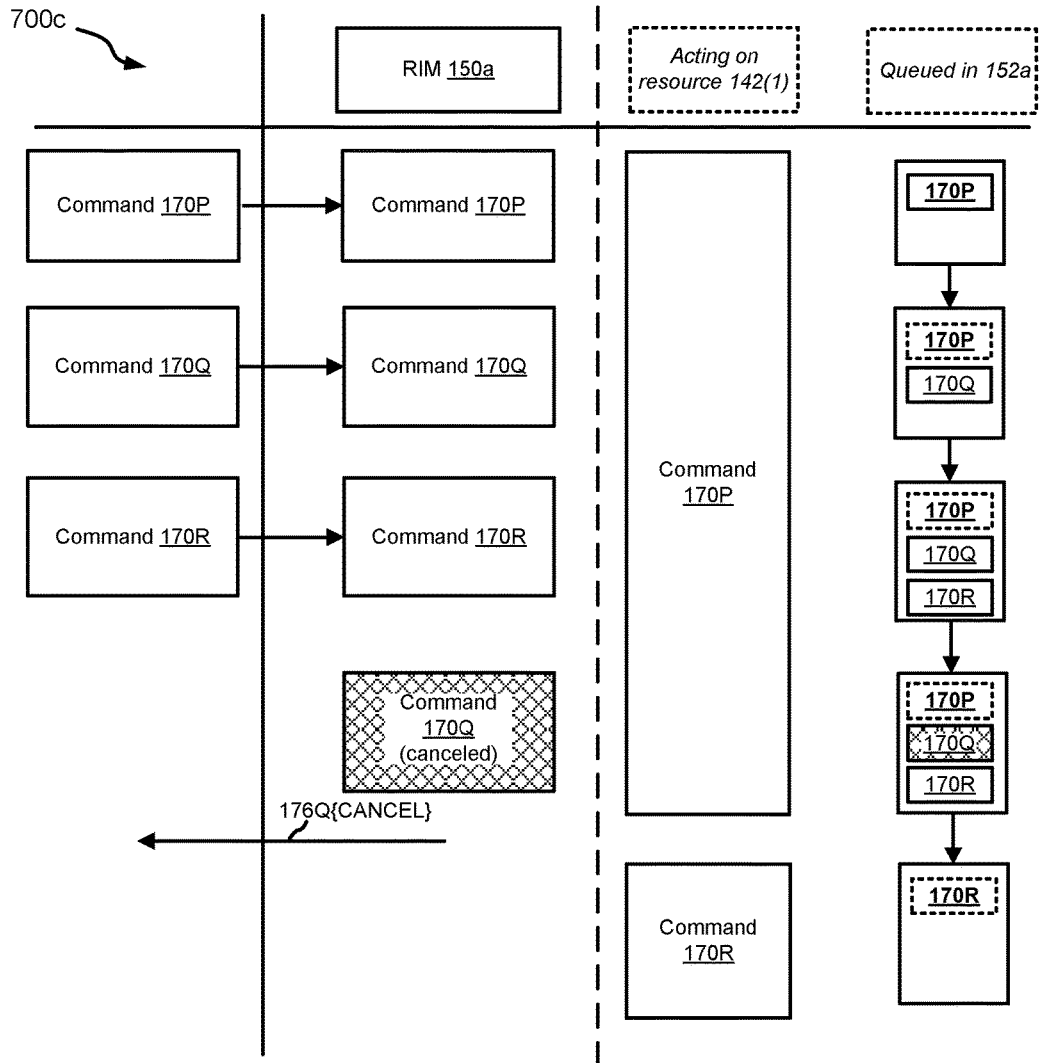 700c
RIM 150a
Acting on
resource 142(1)
Queued in 152a
Command 170P
Command 170P
170P
Command 170Q
Command 170Q
170P
170Q
Command 170R
Command 170R
Command
170P
170P
170Q
170R
Command
170Q
(canceled)
170P
170Q
170R
176Q{CANCEL}
Command
170R
170R